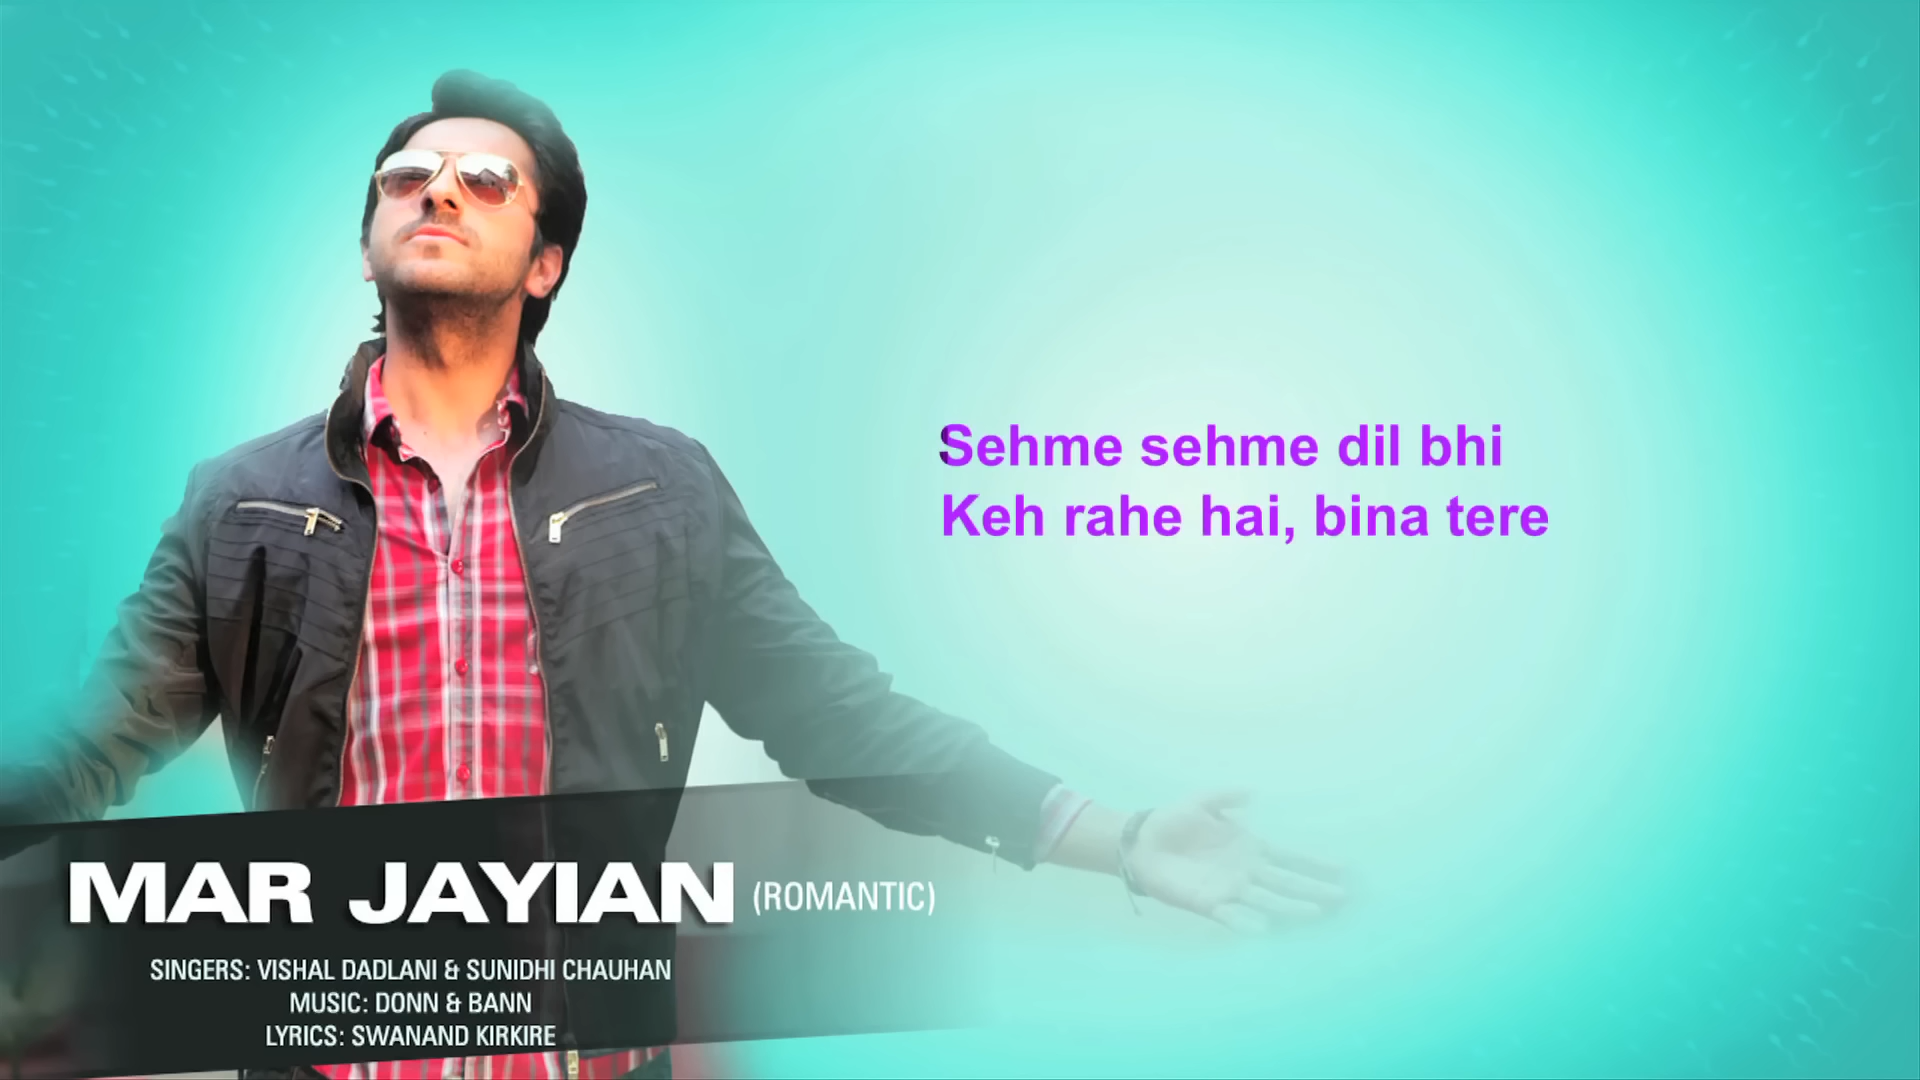 Sehme sehme dil bhi
Keh rahe hai, bina tere
MAR JAYIAN (ROMANTIC)
SINGERS: VISHAL DADLANI & SUNIDHI CHAUHAN
MUSIC: DONN & BANN
LYRICS: SWANAND KIRKIRE